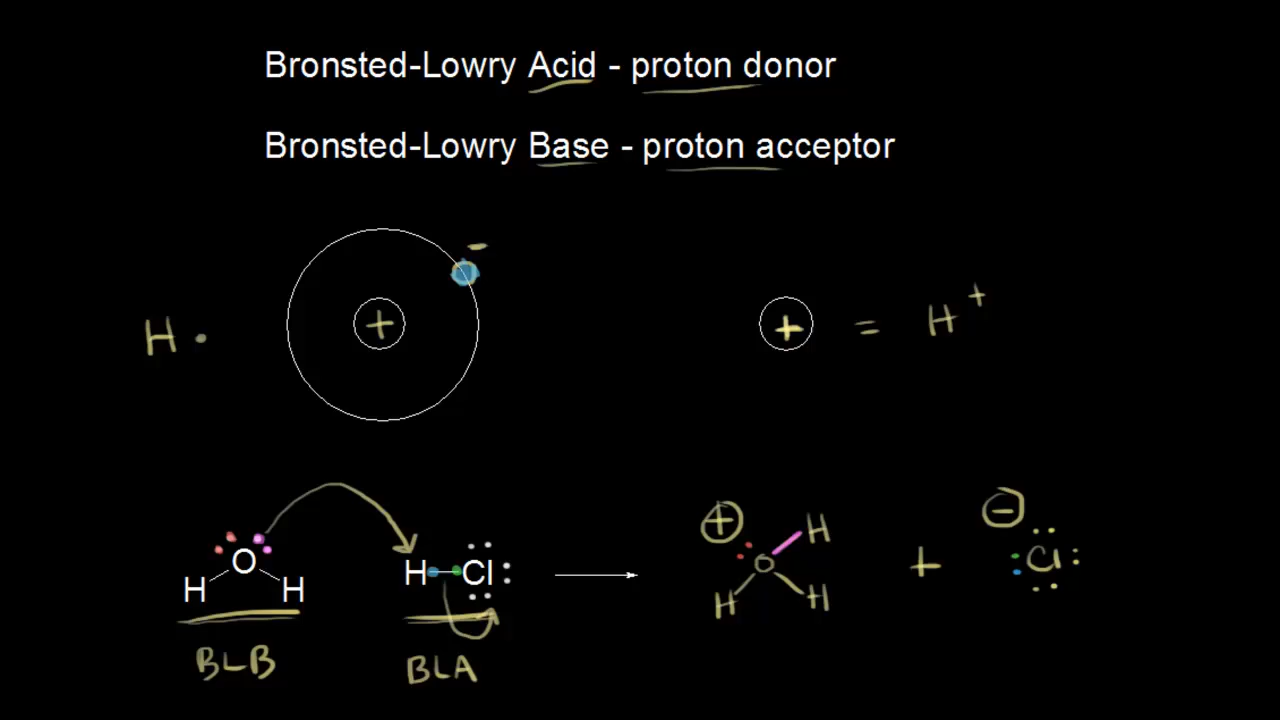 Bronsted-Lowry Acid - proton donor
Bronsted-Lowry Base - proton acceptor
-
H· + + = H⁺
+ H -
H O H H Cl O + Cl
H H
BLB BLA